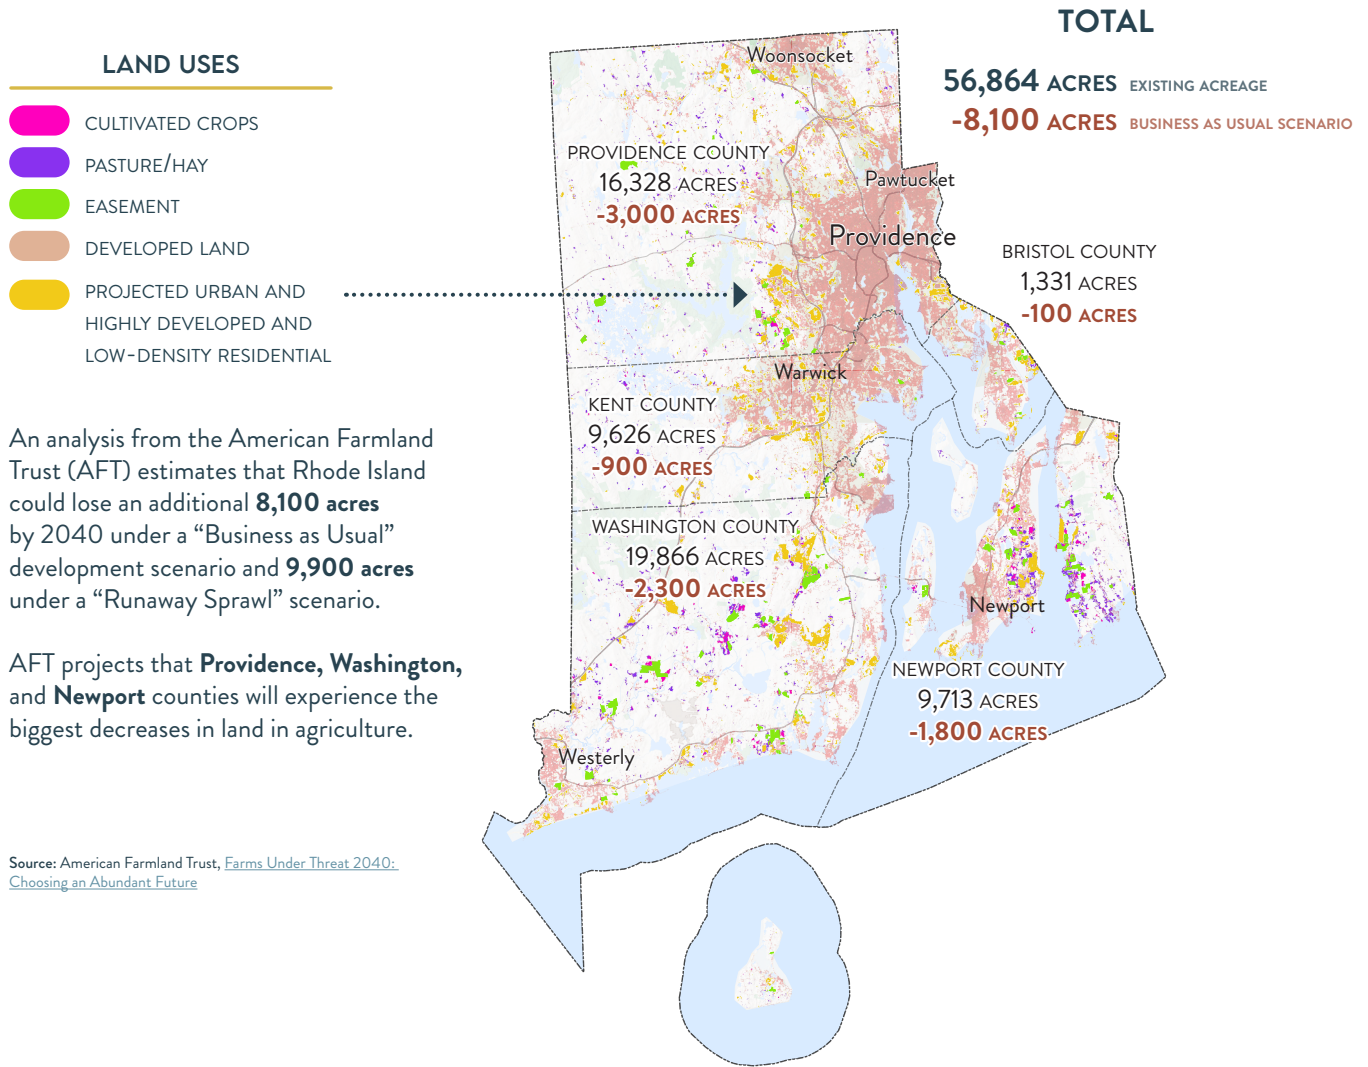 LAND USES
CULTIVATED CROPS
PASTURE/HAY
EASEMENT
DEVELOPED LAND
PROJECTED URBAN AND
HIGHLY DEVELOPED AND
LOW-DENSITY RESIDENTIAL
An analysis from the American Farmland
Trust (AFT) estimates that Rhode Island
could lose an additional 8,100 acres
by 2040 under a “Business as Usual”
development scenario and 9,900 acres
under a “Runaway Sprawl” scenario.
AFT projects that Providence, Washington,
and Newport counties will experience the
biggest decreases in land in agriculture.
Source: American Farmland Trust, Farms Under Threat 2040:
Choosing an Abundant Future
TOTAL
56,864 ACRES EXISTING ACREAGE
-8,100 ACRES BUSINESS AS USUAL SCENARIO
Woonsocket
PROVIDENCE COUNTY
16,328 ACRES
-3,000 ACRES
Pawtucket
Providence
BRISTOL COUNTY
1,331 ACRES
-100 ACRES
Warwick
KENT COUNTY
9,626 ACRES
-900 ACRES
WASHINGTON COUNTY
19,866 ACRES
-2,300 ACRES
Newport
NEWPORT COUNTY
9,713 ACRES
-1,800 ACRES
Westerly